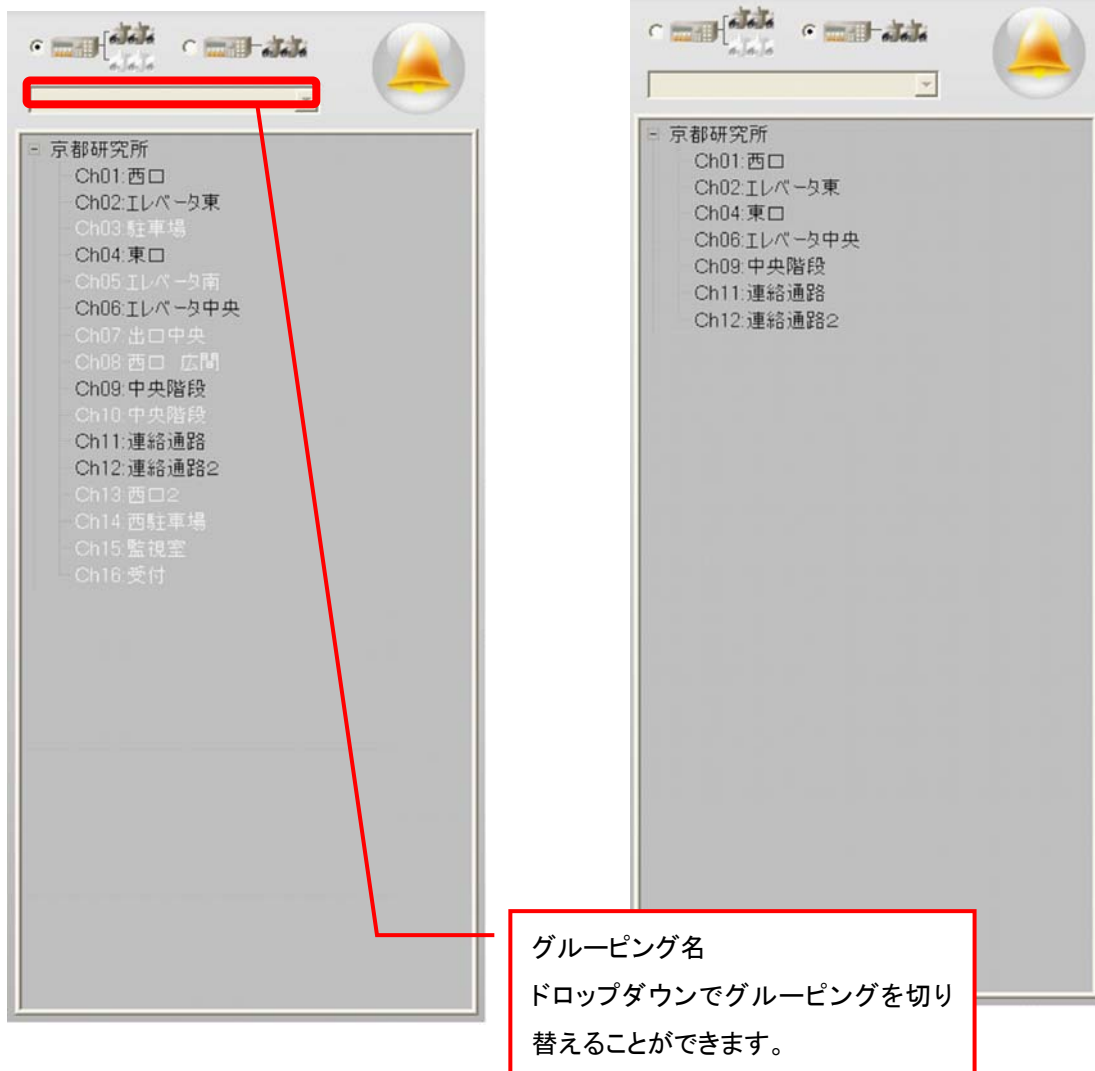 京都研究所
Ch01:西口
Ch02:エレベータ東
Ch03:駐車場
Ch04:東口
Ch05:エレベータ南
Ch06:エレベータ中央
Ch07:出口中央
Ch08:西口　広間
Ch09:中央階段
Ch10:中央階段
Ch11:連絡通路
Ch12:連絡通路2
Ch13:西口2
Ch14:西駐車場
Ch15:監視室
Ch16:受付
京都研究所
Ch01:西口
Ch02:エレベータ東
Ch04:東口
Ch06:エレベータ中央
Ch09:中央階段
Ch11:連絡通路
Ch12:連絡通路2
グルーピング名
ドロップダウンでグルーピングを切り
替えることができます。